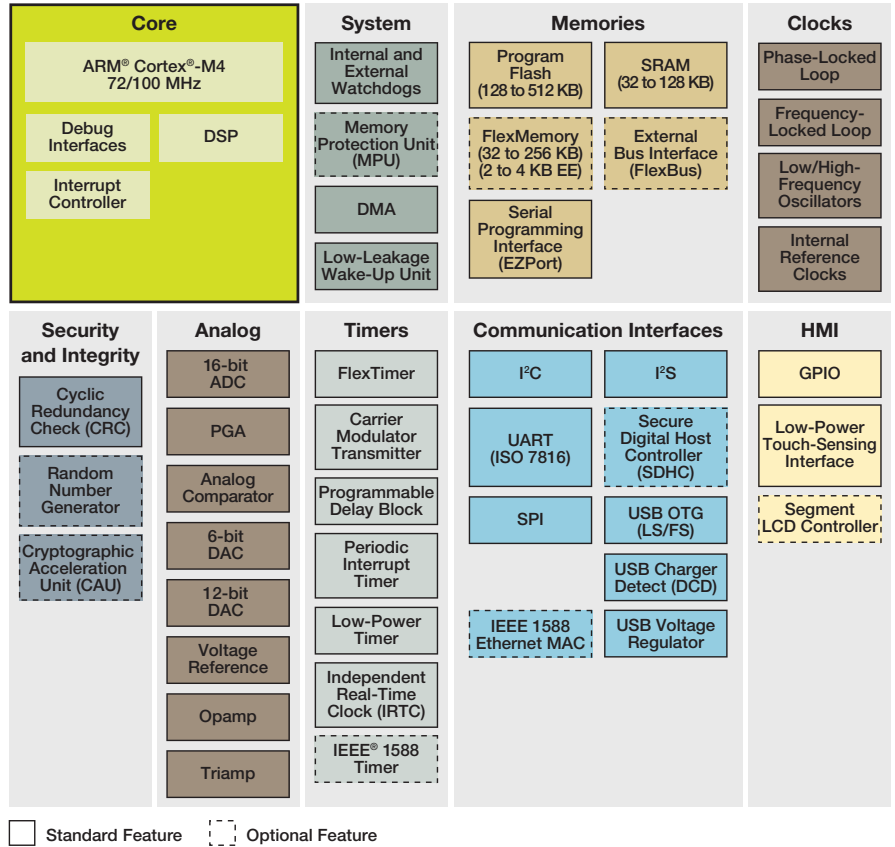 Core
ARM® Cortex®-M4
72/100 MHz
Debug
Interfaces
DSP
Interrupt
Controller
System
Internal and
External
Watchdogs
Memory
Protection Unit
(MPU)
DMA
Low-Leakage
Wake-Up Unit
Memories
Program
Flash
(128 to 512 KB)
SRAM
(32 to 128 KB)
FlexMemory
(32 to 256 KB)
(2 to 4 KB EE)
External
Bus Interface
(FlexBus)
Serial
Programming
Interface
(EZPort)
Clocks
Phase-Locked
Loop
Frequency-
Locked Loop
Low/High-
Frequency
Oscillators
Internal
Reference
Clocks
Security
and Integrity
Cyclic
Redundancy
Check (CRC)
Random
Number
Generator
Cryptographic
Acceleration
Unit (CAU)
Analog
16-bit
ADC
PGA
Analog
Comparator
6-bit
DAC
12-bit
DAC
Voltage
Reference
Opamp
Triamp
Timers
FlexTimer
Carrier
Modulator
Transmitter
Programmable
Delay Block
Periodic
Interrupt
Timer
Low-Power
Timer
Independent
Real-Time
Clock (IRTC)
IEEE® 1588
Timer
Communication Interfaces
I²C
I²S
UART
(ISO 7816)
Secure
Digital Host
Controller
(SDHC)
SPI
USB OTG
(LS/FS)
USB Charger
Detect (DCD)
IEEE 1588
Ethernet MAC
USB Voltage
Regulator
HMI
GPIO
Low-Power
Touch-Sensing
Interface
Segment
LCD Controller
Standard Feature
Optional Feature